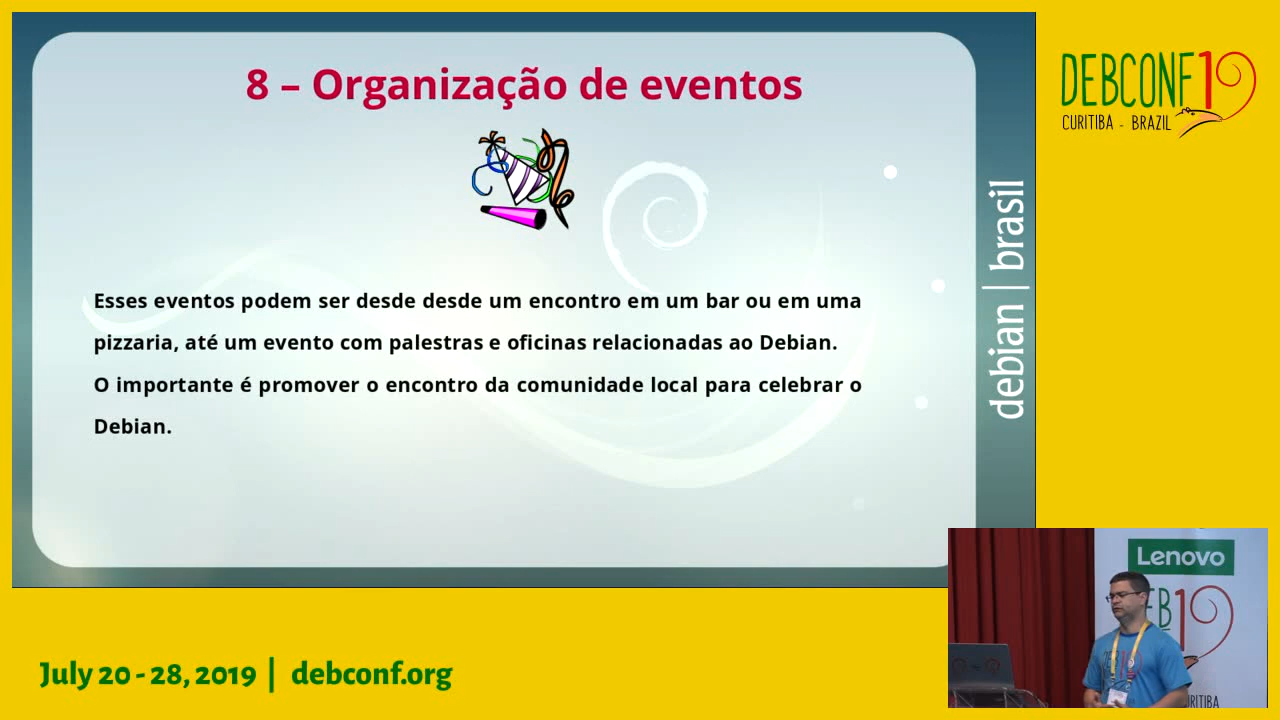 8 – Organização de eventos
Esses eventos podem ser desde desde um encontro em um bar ou em uma
pizzaria, até um evento com palestras e oficinas relacionadas ao Debian.
O importante é promover o encontro da comunidade local para celebrar o
Debian.
debian | brasil
DEBCONF19
CURITIBA - BRAZIL
Lenovo
EB19
RITIBA
July 20 - 28, 2019 | debconf.org